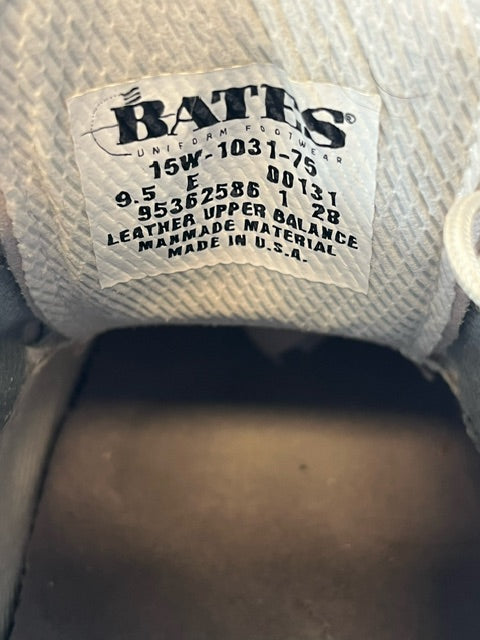 BATES®
UNIFORM FOOTWEAR
15W-1031-75
9.5 E 00131
95362586 1 28
LEATHER UPPER BALANCE
MANMADE MATERIAL
MADE IN U.S.A.